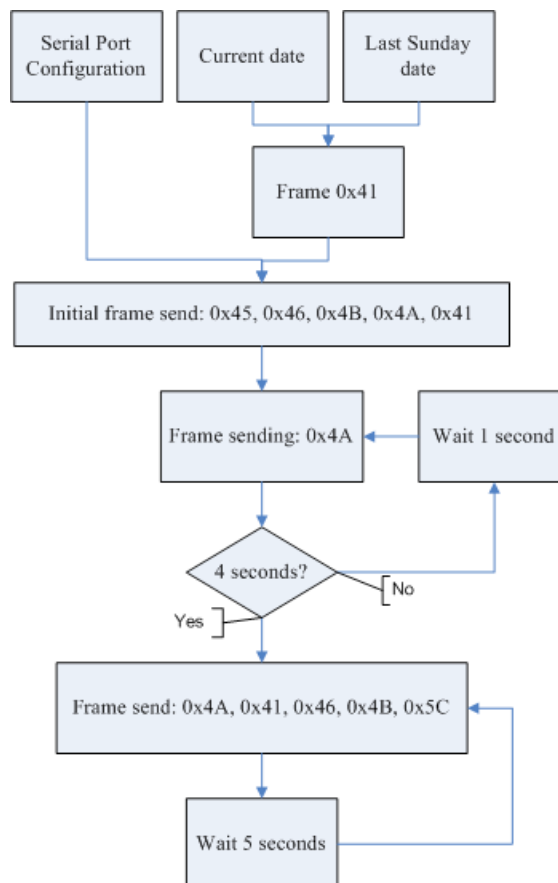 Serial Port
Configuration
Current date
Last Sunday
date
Frame 0x41
Initial frame send: 0x45, 0x46, 0x4B, 0x4A, 0x41
Frame sending: 0x4A
Wait 1 second
4 seconds?
No
Yes
Frame send: 0x4A, 0x41, 0x46, 0x4B, 0x5C
Wait 5 seconds